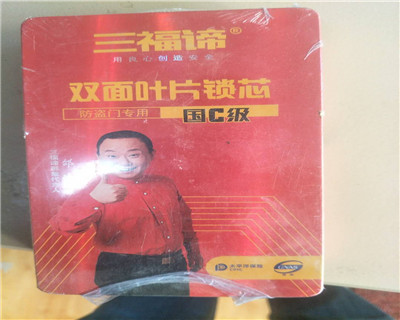 三福谛®
用良心创造安全
双面叶片锁芯
防盗门专用
国C级